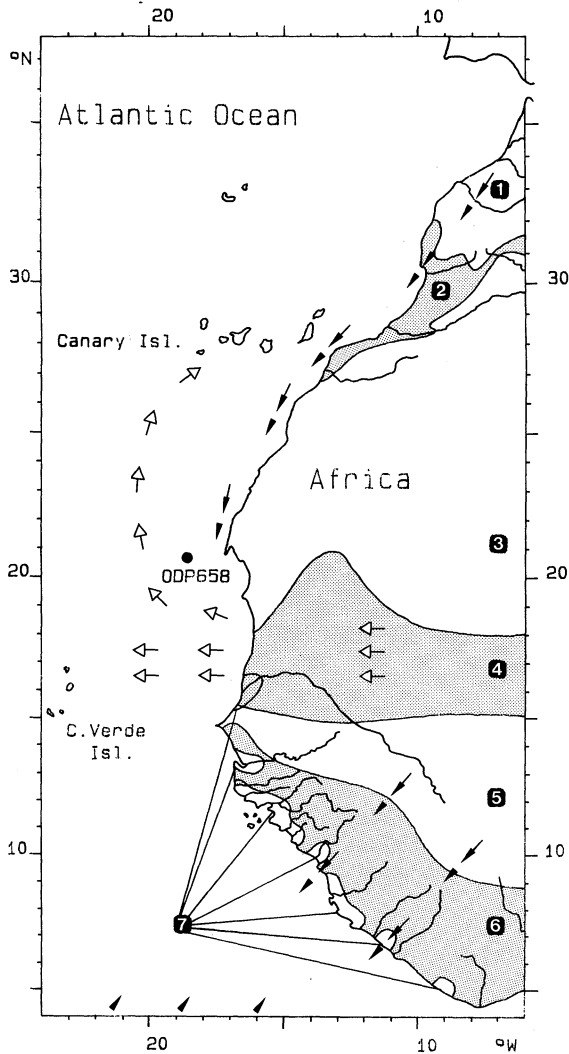 20 10
°N
Atlantic Ocean
1
30 30
2
Canary Isl.
Africa
3
ODP658
20 20
4
C.Verde
Isl.
5
10 10
7
6
20 10 °W